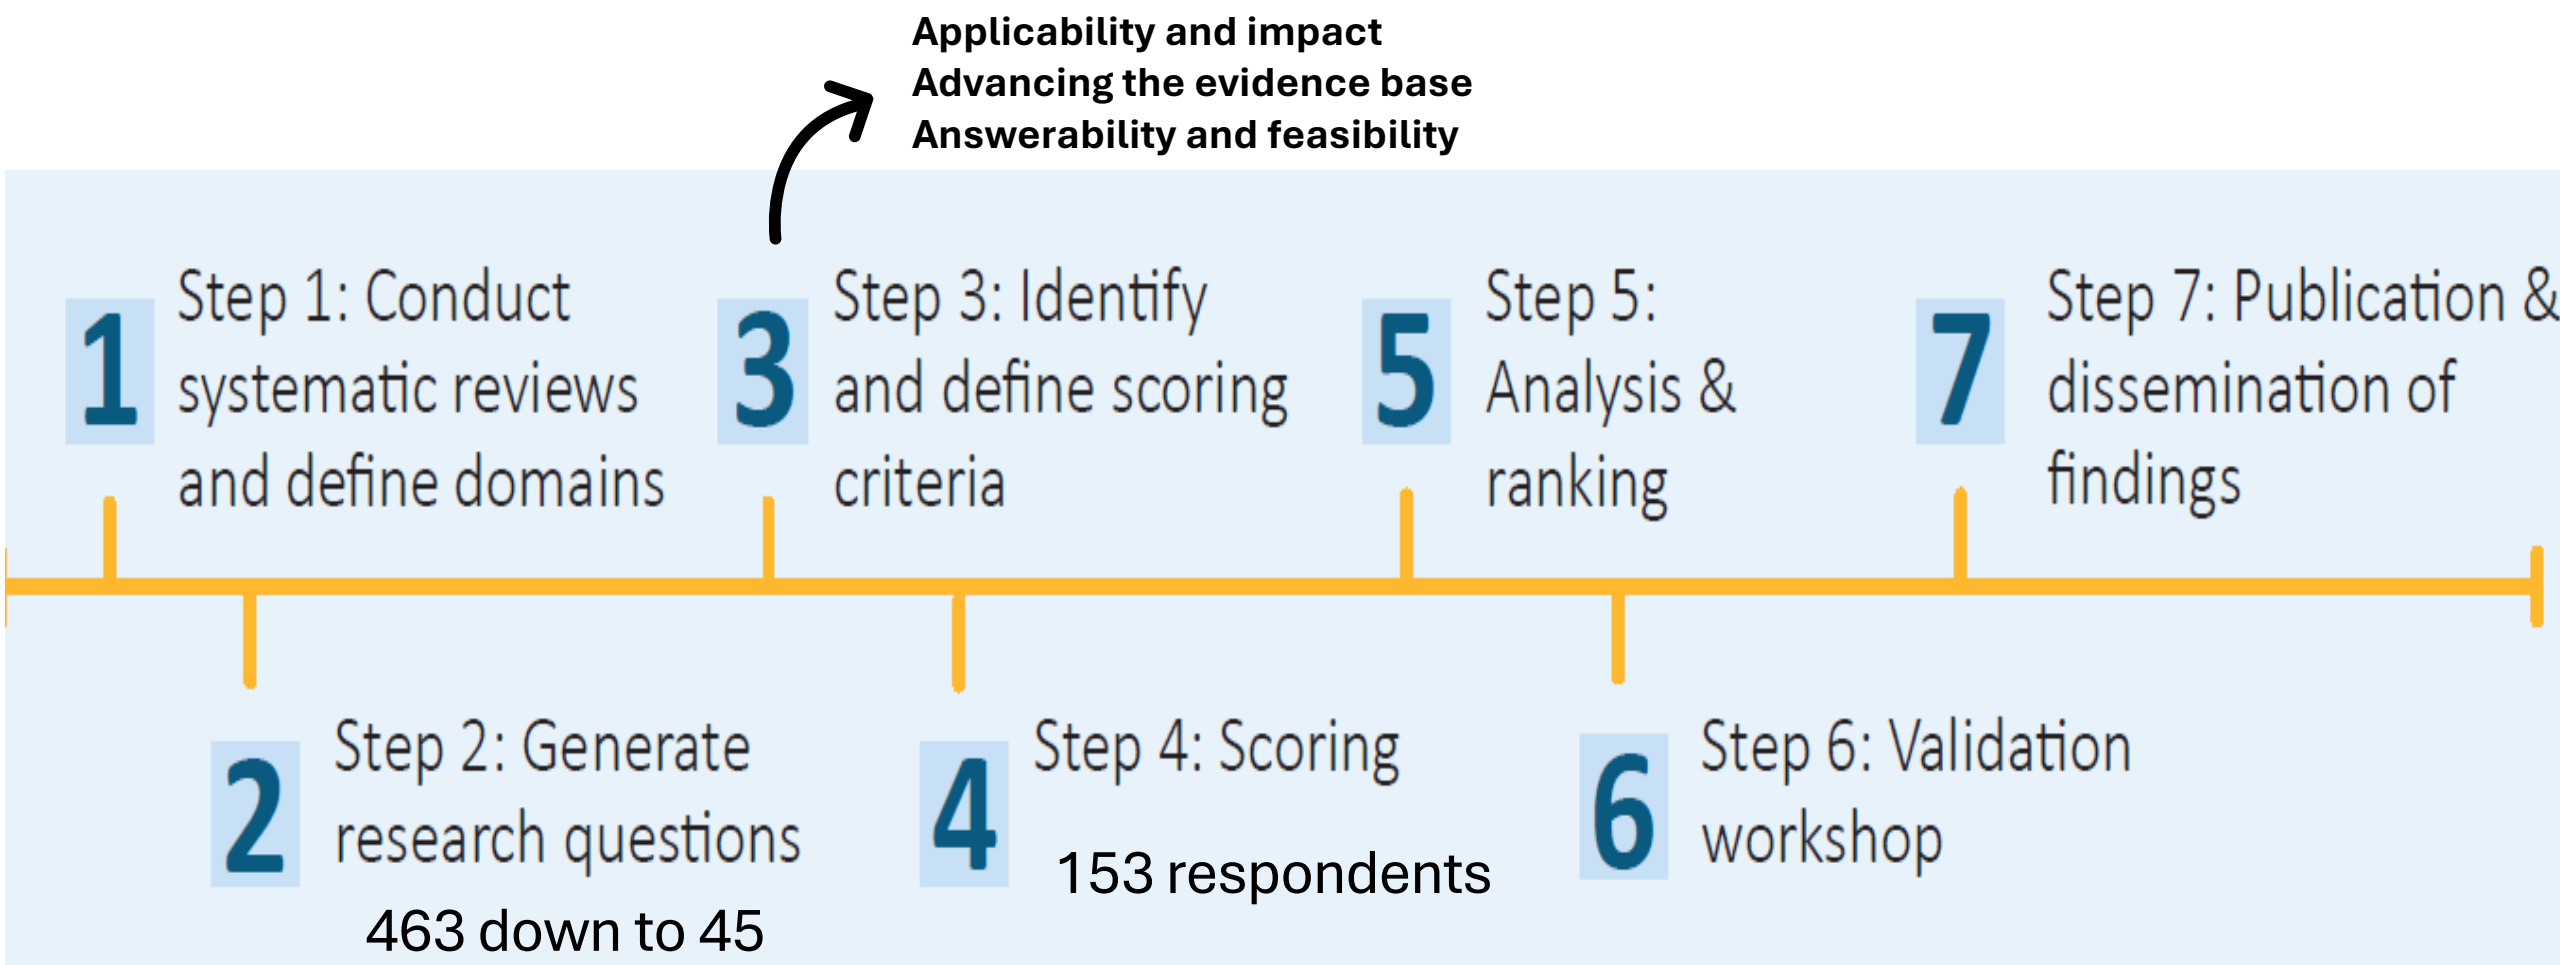 Applicability and impact
Advancing the evidence base
Answerability and feasibility
1
Step 1: Conduct
systematic reviews
and define domains
3
Step 3: Identify
and define scoring
criteria
5
Step 5:
Analysis &
ranking
7
Step 7: Publication &
dissemination of
findings
2
Step 2: Generate
research questions
463 down to 45
4
Step 4: Scoring
153 respondents
6
Step 6: Validation
workshop